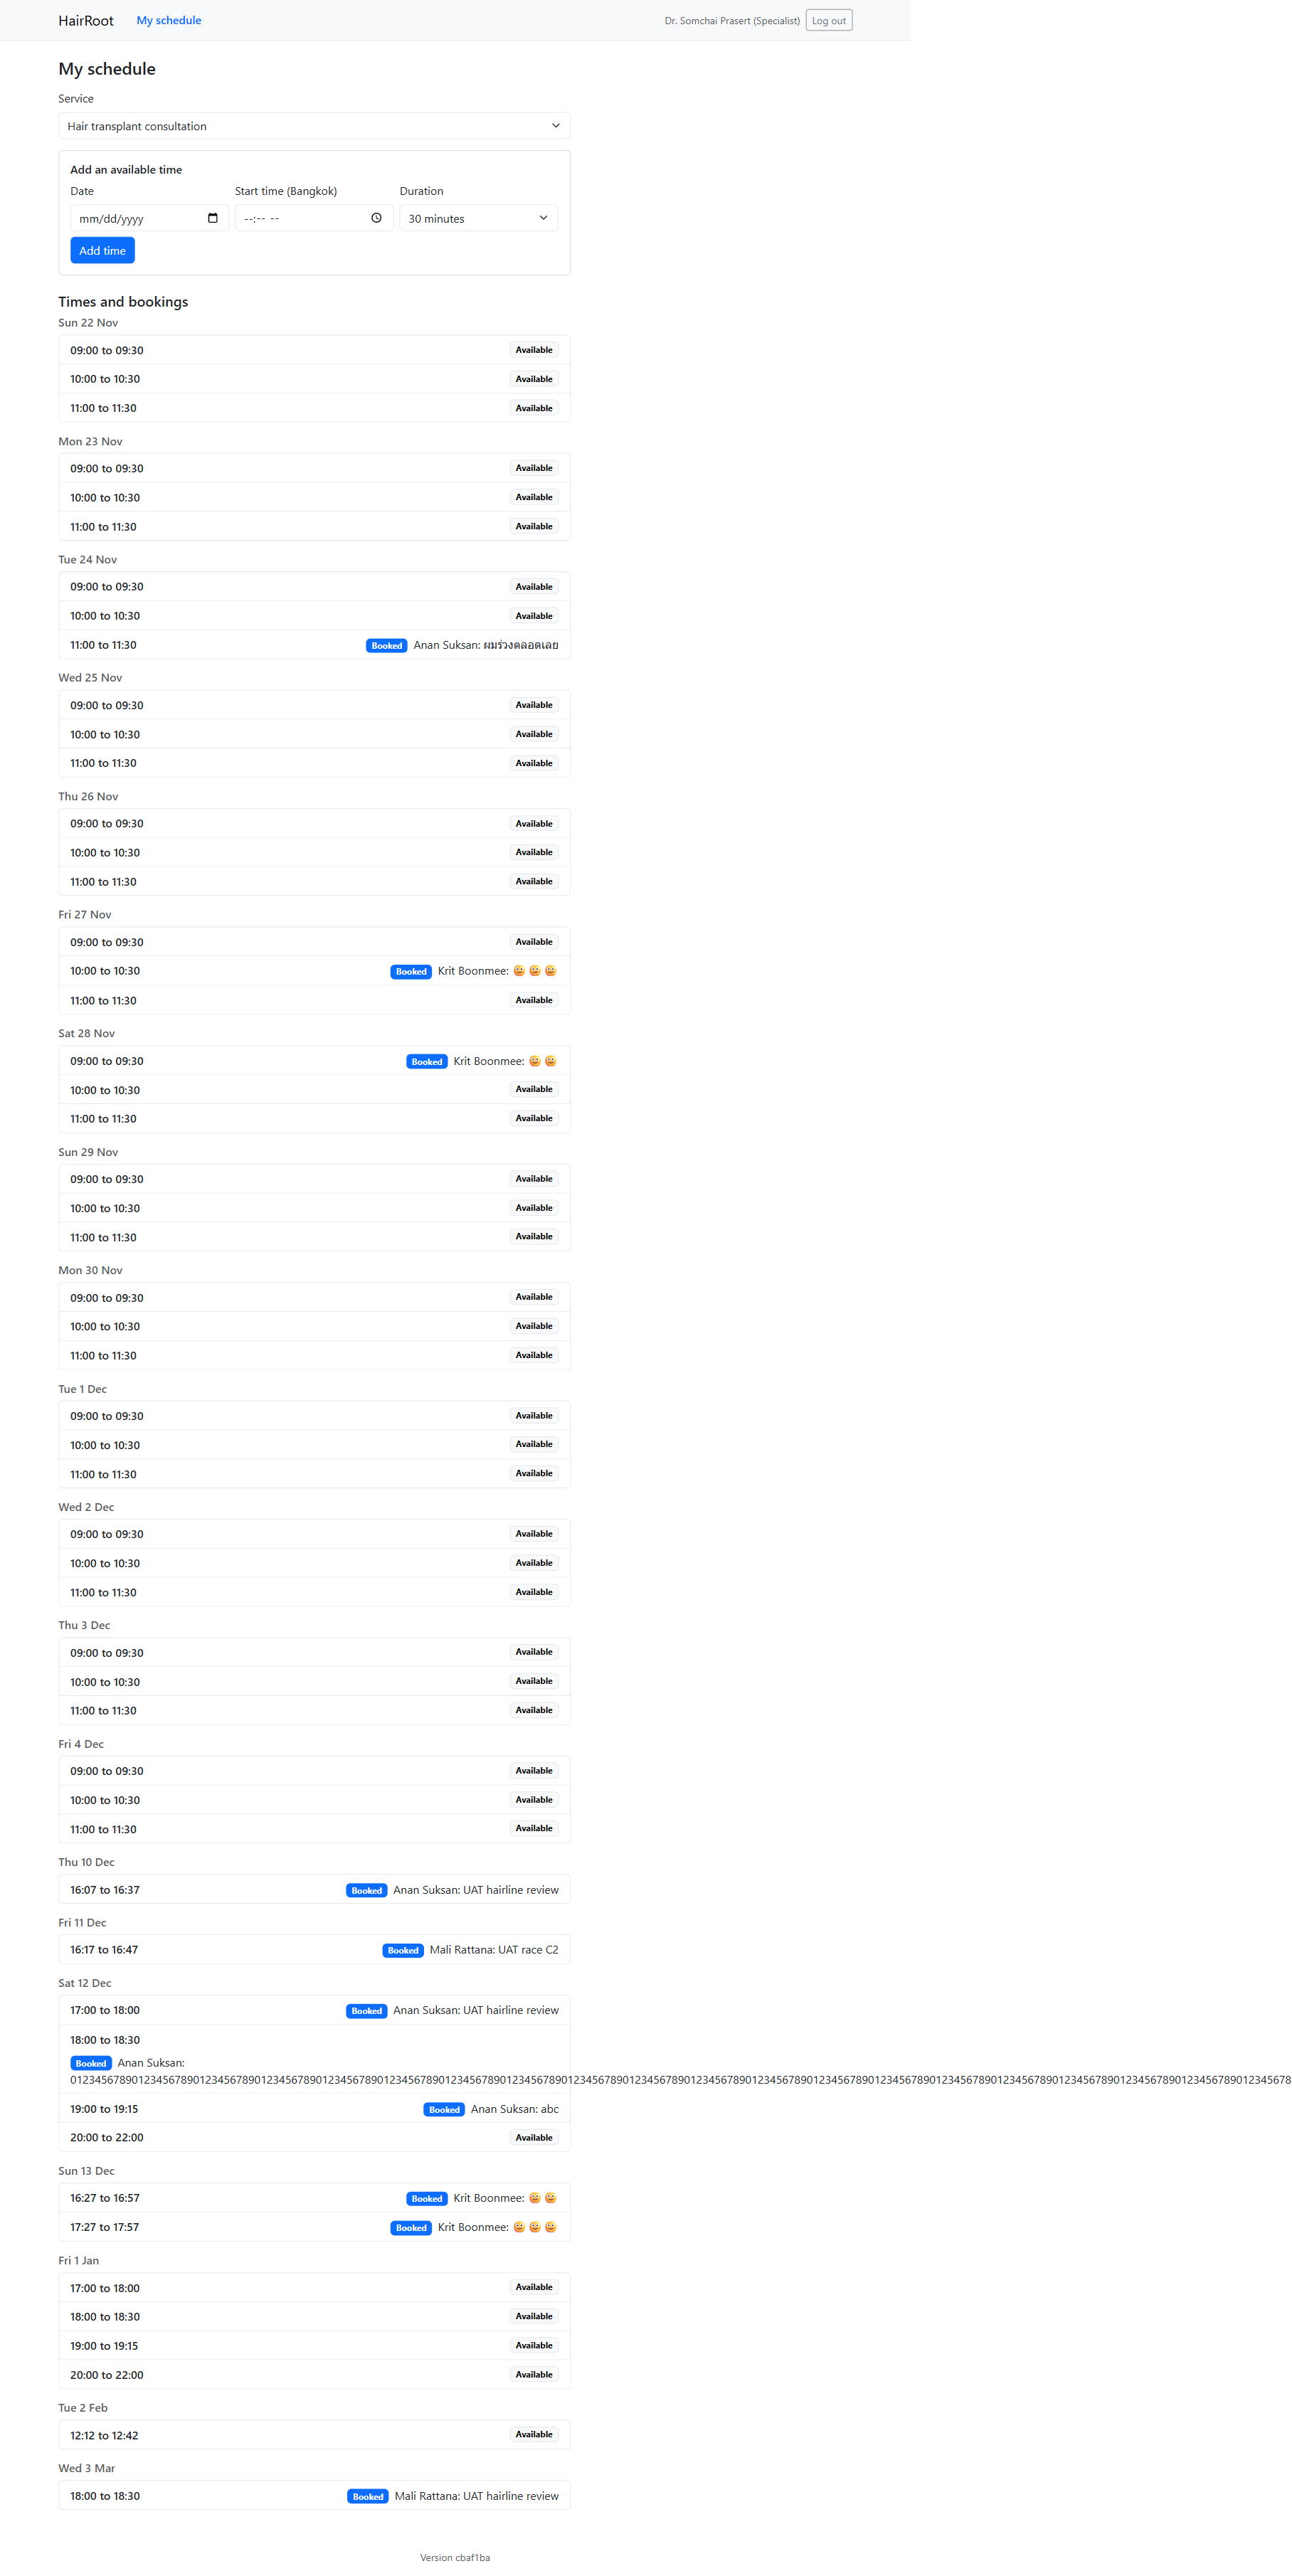 HairRoot My schedule Dr. Somchai Prasert (Specialist) Log out
My schedule
Service
Hair transplant consultation
Add an available time
Date Start time (Bangkok) Duration
mm/dd/yyyy --:-- -- 30 minutes
Add time
Times and bookings
Sun 22 Nov
09:00 to 09:30 Available
10:00 to 10:30 Available
11:00 to 11:30 Available
Mon 23 Nov
09:00 to 09:30 Available
10:00 to 10:30 Available
11:00 to 11:30 Available
Tue 24 Nov
09:00 to 09:30 Available
10:00 to 10:30 Available
11:00 to 11:30 Booked Anan Suksan: ผมร่วงตลอดเลย
Wed 25 Nov
09:00 to 09:30 Available
10:00 to 10:30 Available
11:00 to 11:30 Available
Thu 26 Nov
09:00 to 09:30 Available
10:00 to 10:30 Available
11:00 to 11:30 Available
Fri 27 Nov
09:00 to 09:30 Available
10:00 to 10:30 Booked Krit Boonmee:
11:00 to 11:30 Available
Sat 28 Nov
09:00 to 09:30 Booked Krit Boonmee:
10:00 to 10:30 Available
11:00 to 11:30 Available
Sun 29 Nov
09:00 to 09:30 Available
10:00 to 10:30 Available
11:00 to 11:30 Available
Mon 30 Nov
09:00 to 09:30 Available
10:00 to 10:30 Available
11:00 to 11:30 Available
Tue 1 Dec
09:00 to 09:30 Available
10:00 to 10:30 Available
11:00 to 11:30 Available
Wed 2 Dec
09:00 to 09:30 Available
10:00 to 10:30 Available
11:00 to 11:30 Available
Thu 3 Dec
09:00 to 09:30 Available
10:00 to 10:30 Available
11:00 to 11:30 Available
Fri 4 Dec
09:00 to 09:30 Available
10:00 to 10:30 Available
11:00 to 11:30 Available
Thu 10 Dec
16:07 to 16:37 Booked Anan Suksan: UAT hairline review
Fri 11 Dec
16:17 to 16:47 Booked Mali Rattana: UAT race C2
Sat 12 Dec
17:00 to 18:00 Booked Anan Suksan: UAT hairline review
18:00 to 18:30
Booked Anan Suksan:
0123456789012345678901234567890123456789012345678901234567890123456789012345678901234567890123456789012345678901234567890123456789012345678901234567890123456789012345678901234567890123456789012345678
19:00 to 19:15 Booked Anan Suksan: abc
20:00 to 22:00 Available
Sun 13 Dec
16:27 to 16:57 Booked Krit Boonmee:
17:27 to 17:57 Booked Krit Boonmee:
Fri 1 Jan
17:00 to 18:00 Available
18:00 to 18:30 Available
19:00 to 19:15 Available
20:00 to 22:00 Available
Tue 2 Feb
12:12 to 12:42 Available
Wed 3 Mar
18:00 to 18:30 Booked Mali Rattana: UAT hairline review
Version cbaf1ba